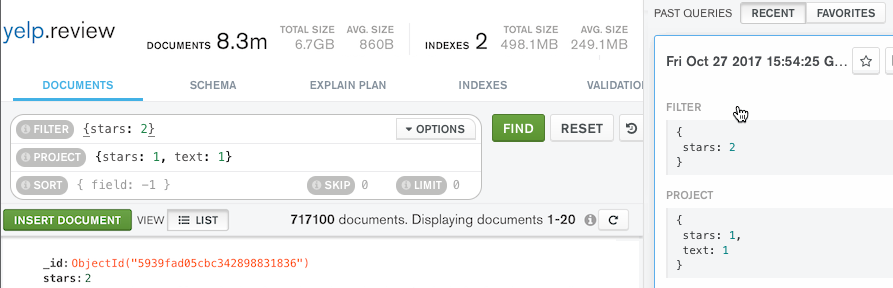 yelp.review
DOCUMENTS 8.3m TOTAL SIZE 6.7GB AVG. SIZE 860B INDEXES 2 TOTAL SIZE 498.1MB AVG. SIZE 249.1MB
DOCUMENTS SCHEMA EXPLAIN PLAN INDEXES VALIDATIO
FILTER {stars: 2} OPTIONS FIND RESET
PROJECT {stars: 1, text: 1}
SORT { field: -1 } SKIP 0 LIMIT 0
INSERT DOCUMENT VIEW LIST 717100 documents. Displaying documents 1-20
_id: ObjectId("5939fad05cbc342898831836")
stars: 2
PAST QUERIES RECENT FAVORITES
Fri Oct 27 2017 15:54:25 G...
FILTER
{
stars: 2
}
PROJECT
{
stars: 1,
text: 1
}